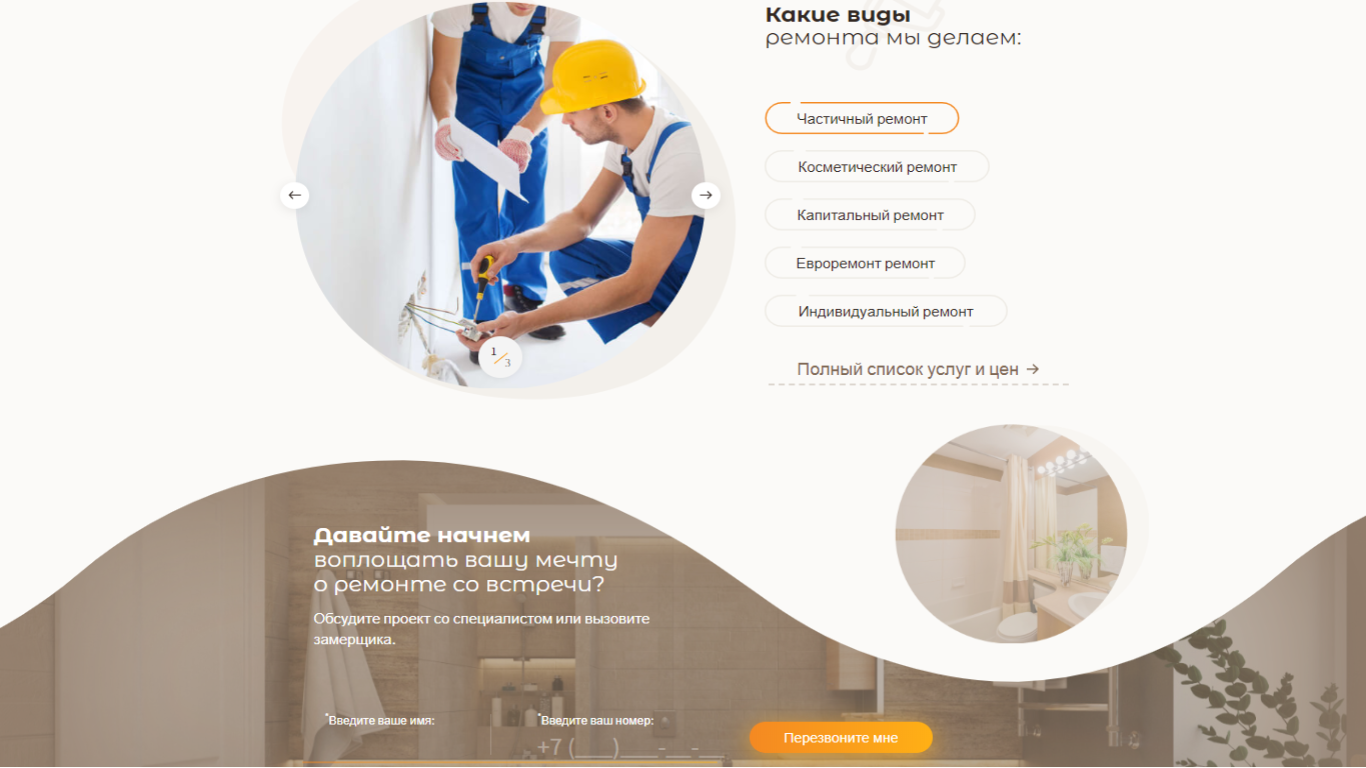 Какие виды
ремонта мы делаем:
Частичный ремонт
Косметический ремонт
Капитальный ремонт
Евроремонт ремонт
Индивидуальный ремонт
1/3
Полный список услуг и цен →
Давайте начнем
воплощать вашу мечту
о ремонте со встречи?
Обсудите проект со специалистом или вызовите
замерщика.
*Введите ваше имя:
*Введите ваш номер:
+7 (___)___-__-__
Перезвоните мне